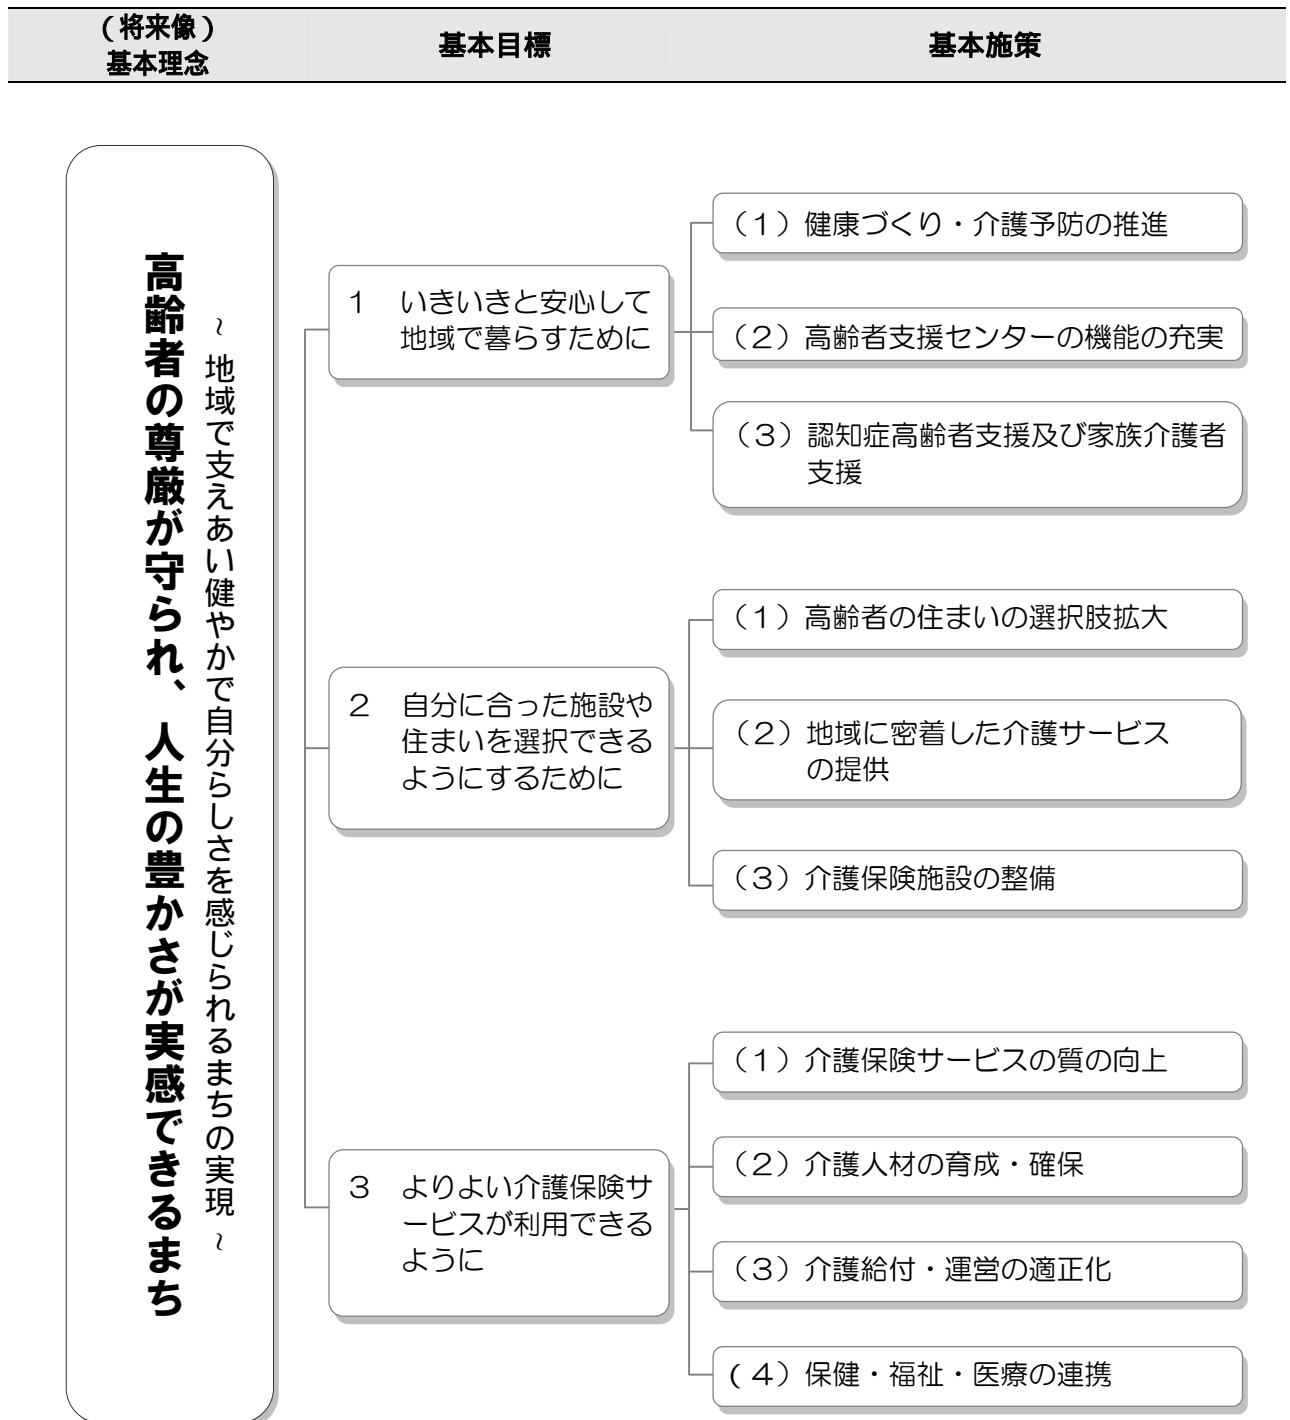 (将来像)
基本理念
基本目標
基本施策
高齢者の尊厳が守られ、人生の豊かさが実感できるまち
~地域で支えあい健やかで自分らしさを感じられるまちの実現~
1 いきいきと安心して
地域で暮らすために
(1)健康づくり・介護予防の推進
(2)高齢者支援センターの機能の充実
(3)認知症高齢者支援及び家族介護者
支援
2 自分に合った施設や
住まいを選択できる
ようにするために
(1)高齢者の住まいの選択肢拡大
(2)地域に密着した介護サービス
の提供
(3)介護保険施設の整備
3 よりよい介護保険サ
ービスが利用できる
ように
(1)介護保険サービスの質の向上
(2)介護人材の育成・確保
(3)介護給付・運営の適正化
(4)保健・福祉・医療の連携